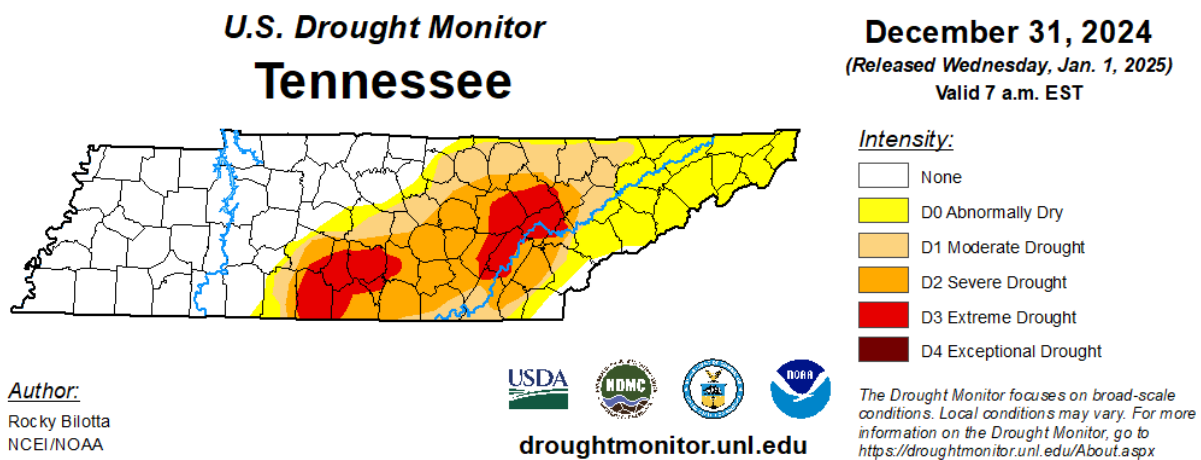 U.S. Drought Monitor
Tennessee
December 31, 2024
(Released Wednesday, Jan. 1, 2025)
Valid 7 a.m. EST
Intensity:
None
D0 Abnormally Dry
D1 Moderate Drought
D2 Severe Drought
D3 Extreme Drought
D4 Exceptional Drought
Author:
Rocky Bilotta
NCEI/NOAA
USDA
NDMC
NOAA
droughtmonitor.unl.edu
The Drought Monitor focuses on broad-scale
conditions. Local conditions may vary. For more
information on the Drought Monitor, go to
https://droughtmonitor.unl.edu/About.aspx